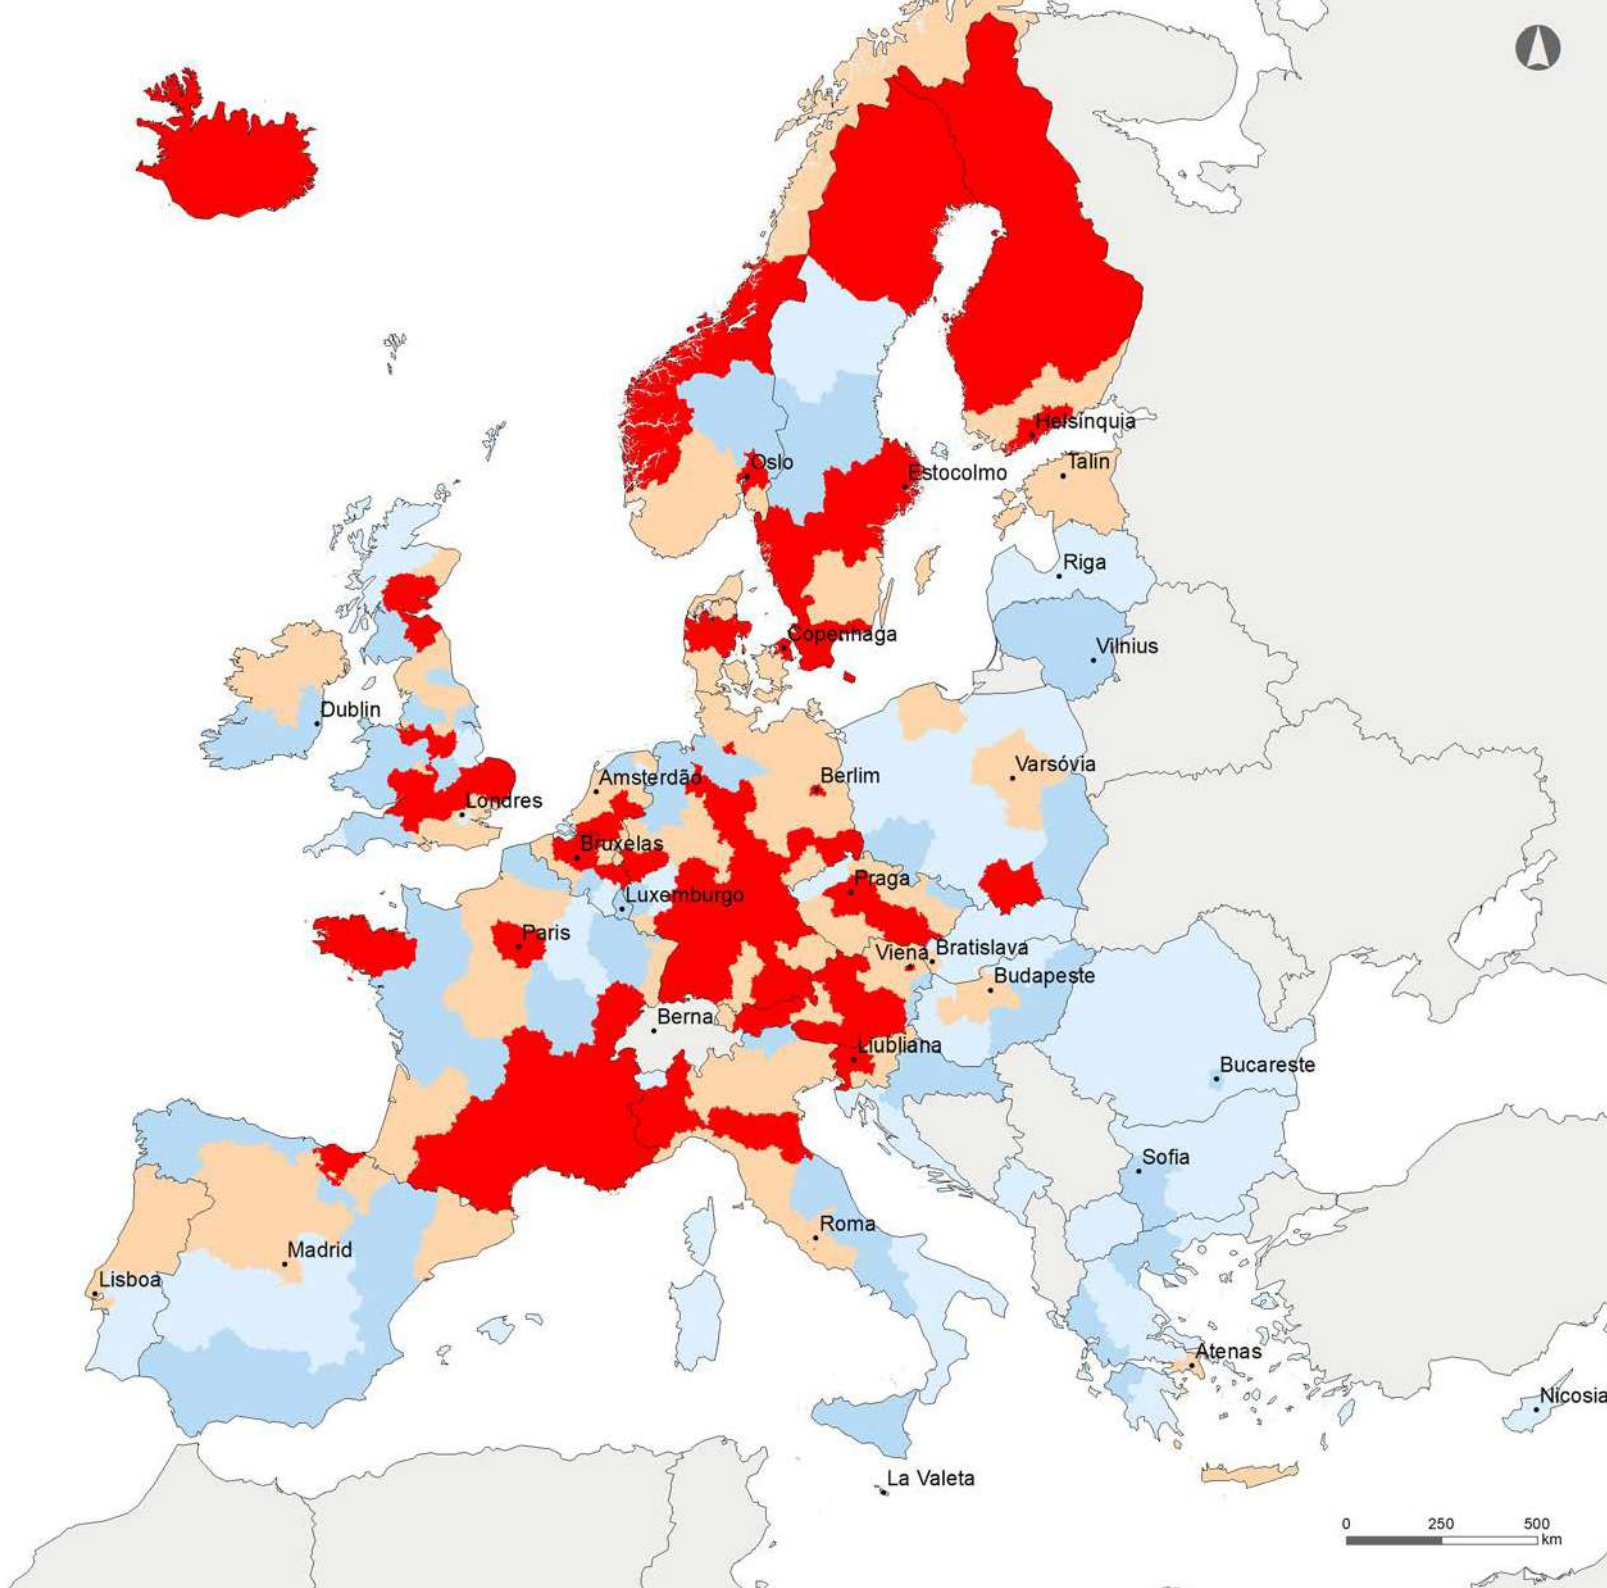 Helsínquia
Oslo
Talin
Estocolmo
Riga
Copenhaga
Vilnius
Dublin
Varsóvia
Amsterdão
Berlim
Londres
Bruxelas
Praga
Luxemburgo
Paris
Viena
Bratislava
Budapeste
Berna
Liubliana
Bucareste
Sofia
Roma
Madrid
Lisboa
Atenas
Nicosia
La Valeta
0 250 500
km